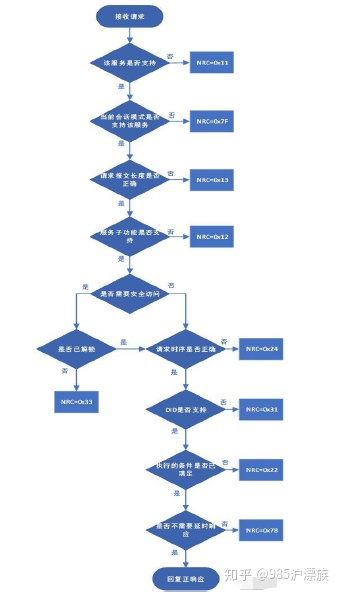 接收请求
该服务是否支持
否
NRC=0x11
是
当前会话模式是否
支持该服务
否
NRC=0x7F
是
请求报文长度是否
正确
否
NRC=0x13
是
服务子功能是否支
持
否
NRC=0x12
是
是否需要安全访问
是
否
是否已解锁
是
请求时序是否正确
否
NRC=0x24
否
NRC=0x33
是
DID是否支持
否
NRC=0x31
是
执行的条件是否已
满足
否
NRC=0x22
是
是否不需要延时响
应
否
NRC=0x78
是
回复正响应
知乎 @985沪漂族